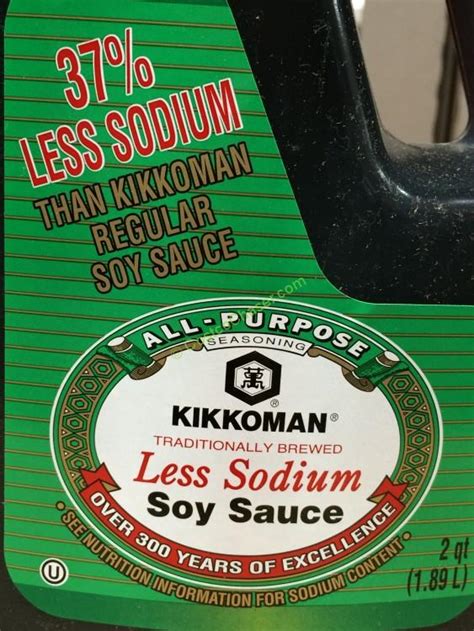 37%
LESS SODIUM
THAN KIKKOMAN
REGULAR
SOY SAUCE
ALL-PURPOSE
SEASONING
KIKKOMAN®
TRADITIONALLY BREWED
Less Sodium
Soy Sauce
OVER 300 YEARS OF EXCELLENCE
• SEE NUTRITION INFORMATION FOR SODIUM CONTENT •
U
2 qt
(1.89 L)